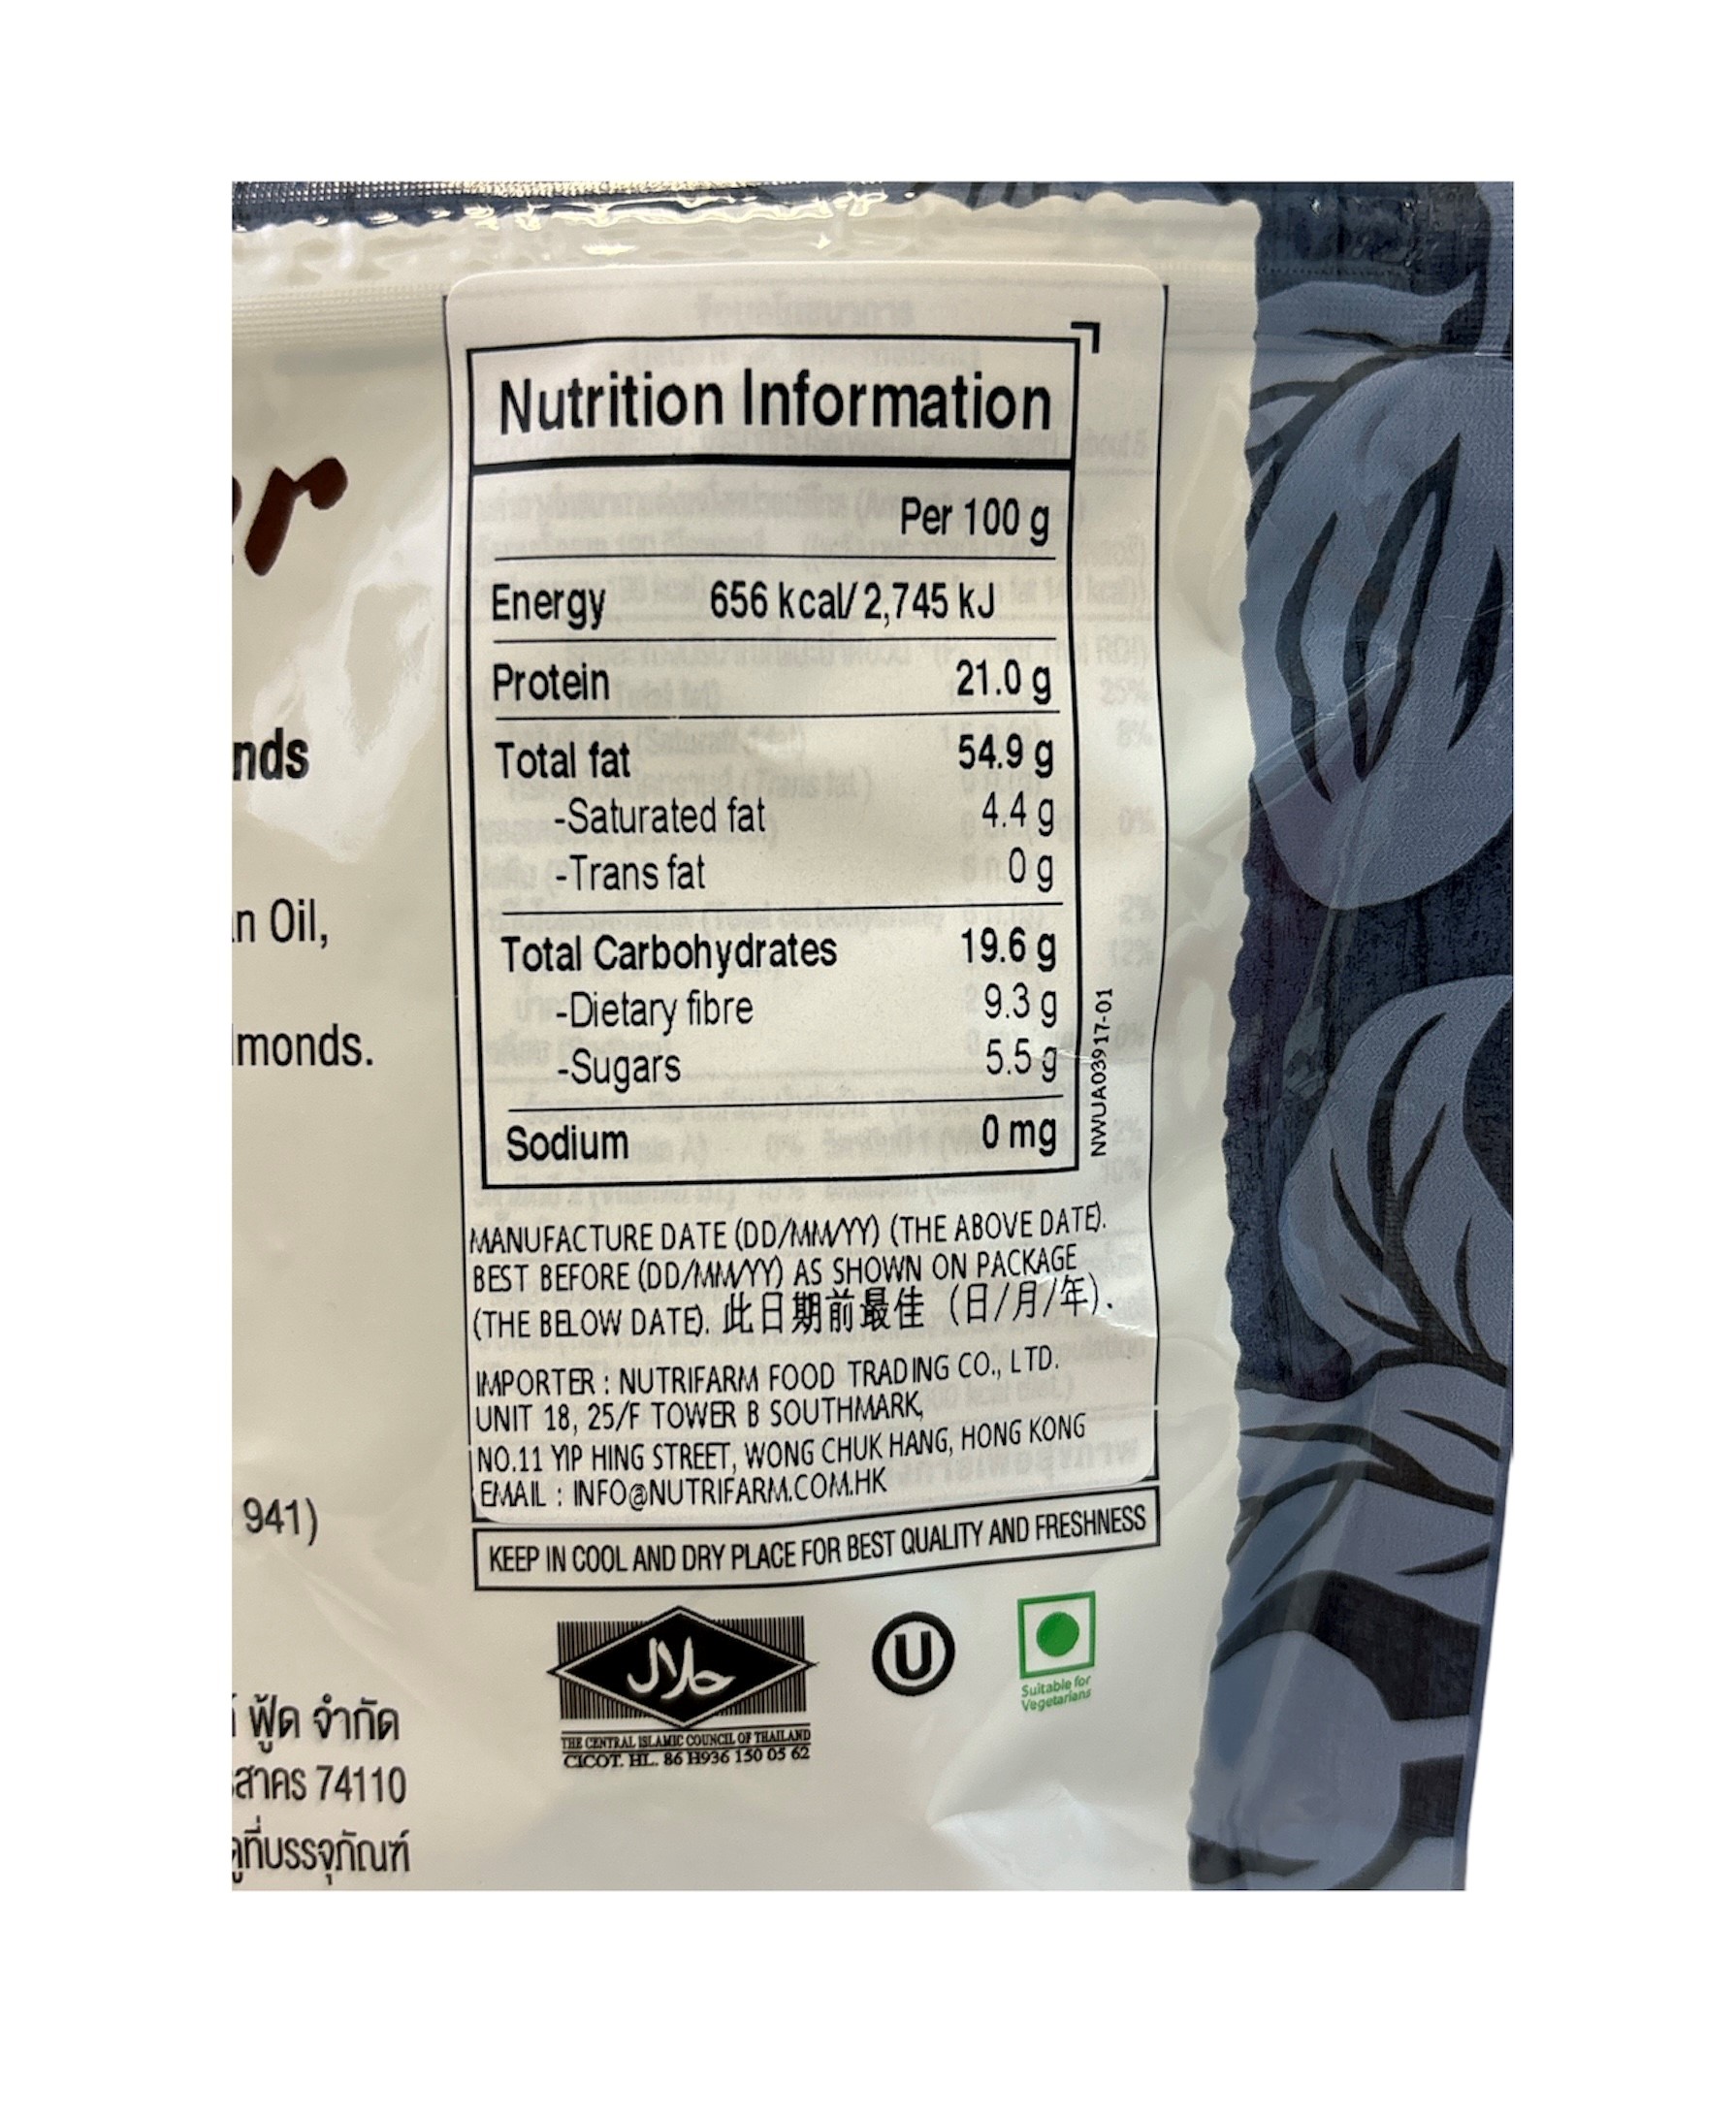 r
nds
n Oil,
lmonds.
941)
ฟู้ด จำกัด
สาคร 74110
ดูที่บรรจุภัณฑ์
Nutrition Information
Per 100 g
Energy 656 kcal/ 2,745 kJ
Protein 21.0 g
Total fat 54.9 g
-Saturated fat 4.4 g
-Trans fat 0 g
Total Carbohydrates 19.6 g
-Dietary fibre 9.3 g
-Sugars 5.5 g
Sodium 0 mg
NWUA03917-01
MANUFACTURE DATE (DD/MM/YY) (THE ABOVE DATE).
BEST BEFORE (DD/MM/YY) AS SHOWN ON PACKAGE
(THE BELOW DATE). 此日期前最佳 (日/月/年).
IMPORTER : NUTRIFARM FOOD TRADING CO., LTD.
UNIT 18, 25/F TOWER B SOUTHMARK,
NO.11 YIP HING STREET, WONG CHUK HANG, HONG KONG
EMAIL : INFO@NUTRIFARM.COM.HK
KEEP IN COOL AND DRY PLACE FOR BEST QUALITY AND FRESHNESS
حلال
THE CENTRAL ISLAMIC COUNCIL OF THAILAND
CICOT. HL. 86 H936 150 05 62
U
Suitable for
Vegetarians